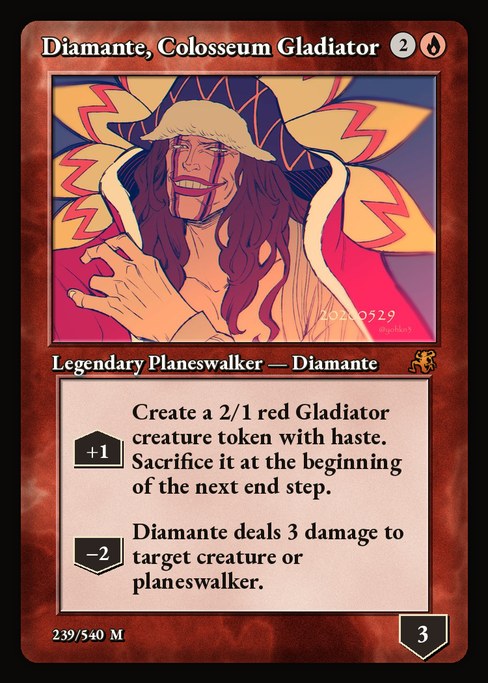 Diamante, Colosseum Gladiator 2
20200529
Legendary Planeswalker — Diamante
+1
Create a 2/1 red Gladiator
creature token with haste.
Sacrifice it at the beginning
of the next end step.
−2
Diamante deals 3 damage to
target creature or
planeswalker.
239/540 M
3